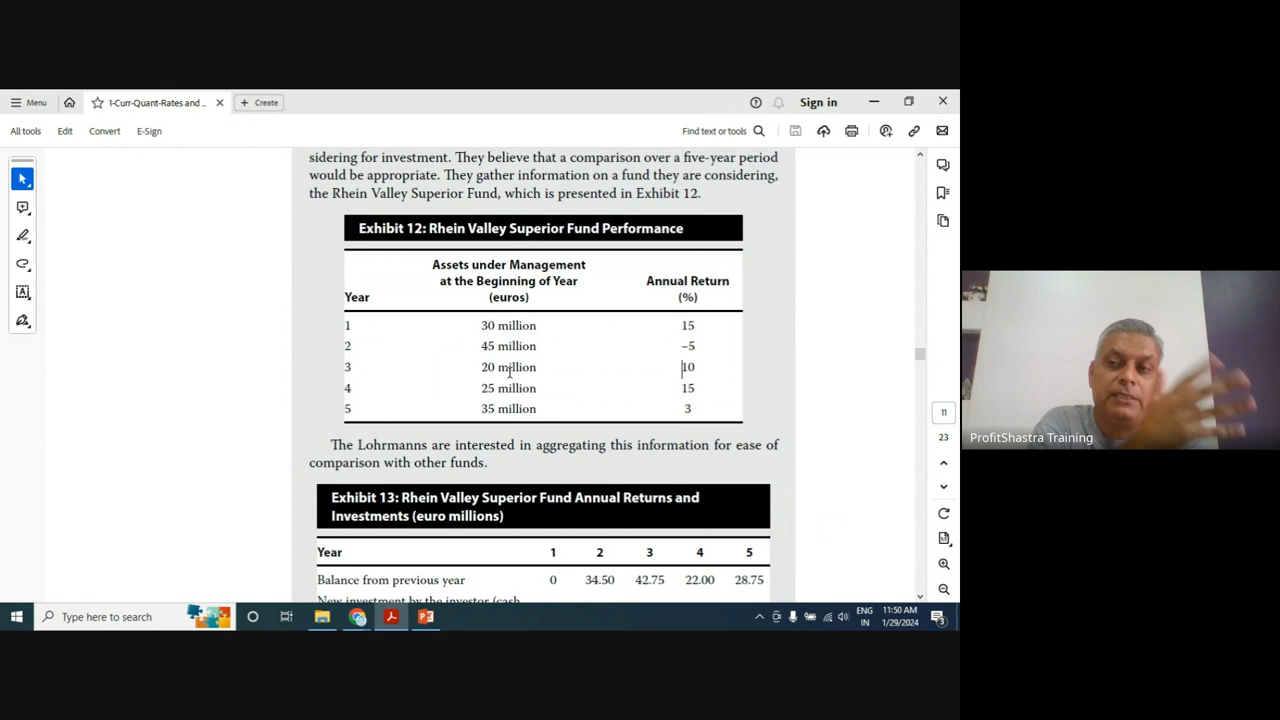 Menu
1-Curr-Quant-Rates and ...
Create
Sign in
All tools
Edit
Convert
E-Sign
Find text or tools
sidering for investment. They believe that a comparison over a five-year period
would be appropriate. They gather information on a fund they are considering,
the Rhein Valley Superior Fund, which is presented in Exhibit 12.
Exhibit 12: Rhein Valley Superior Fund Performance
Assets under Management
at the Beginning of Year
Annual Return
Year
(euros)
(%)
1 30 million 15
2 45 million –5
3 20 million 10
4 25 million 15
5 35 million 3
The Lohrmanns are interested in aggregating this information for ease of
comparison with other funds.
Exhibit 13: Rhein Valley Superior Fund Annual Returns and
Investments (euro millions)
Year 1 2 3 4 5
Balance from previous year 0 34.50 42.75 22.00 28.75
New investment by the investor (cash
11
23
ProfitShastra Training
Type here to search
ENG
IN
11:50 AM
1/29/2024
3